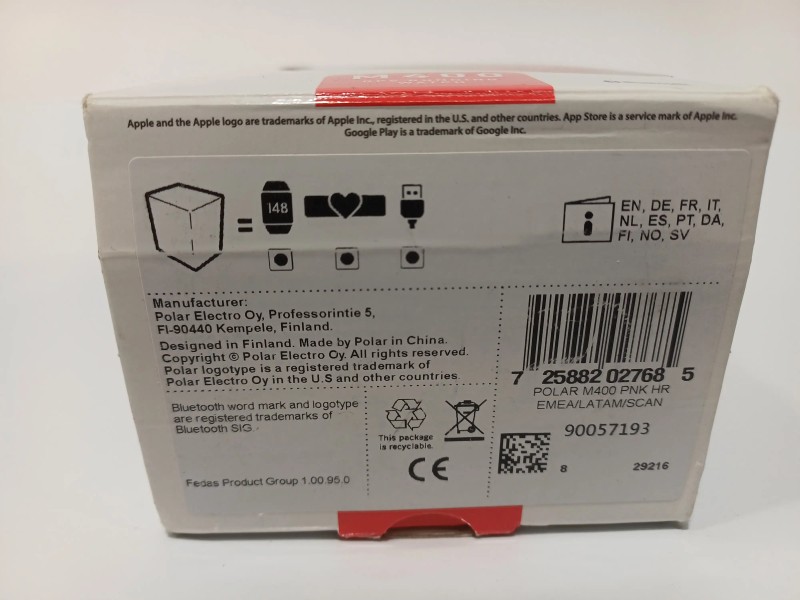 M400
Apple and the Apple logo are trademarks of Apple Inc., registered in the U.S. and other countries. App Store is a service mark of Apple Inc.
Google Play is a trademark of Google Inc.
148
EN, DE, FR, IT,
NL, ES, PT, DA,
FI, NO, SV
Manufacturer:
Polar Electro Oy, Professorintie 5,
FI-90440 Kempele, Finland.
Designed in Finland. Made by Polar in China.
Copyright © Polar Electro Oy. All rights reserved.
Polar logotype is a registered trademark of
Polar Electro Oy in the U.S and other countries.
7 25882 02768 5
POLAR M400 PNK HR
EMEA/LATAM/SCAN
90057193
8 29216
Bluetooth word mark and logotype
are registered trademarks of
Bluetooth SIG.
Fedas Product Group 1.00.95.0
This package
is recyclable.
CE